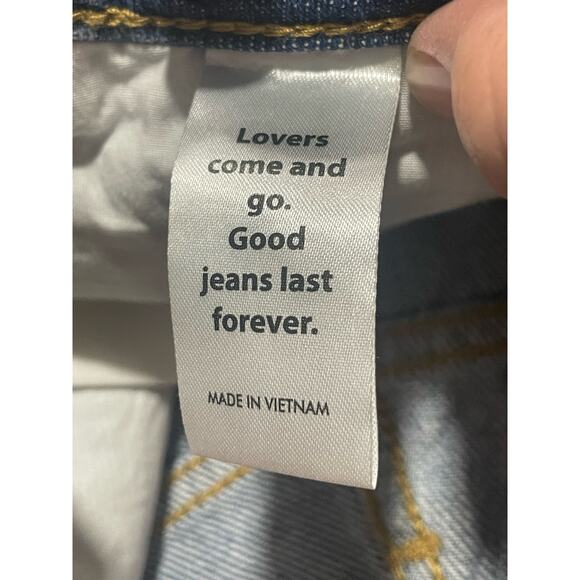 Lovers
come and
go.
Good
jeans last
forever.
MADE IN VIETNAM